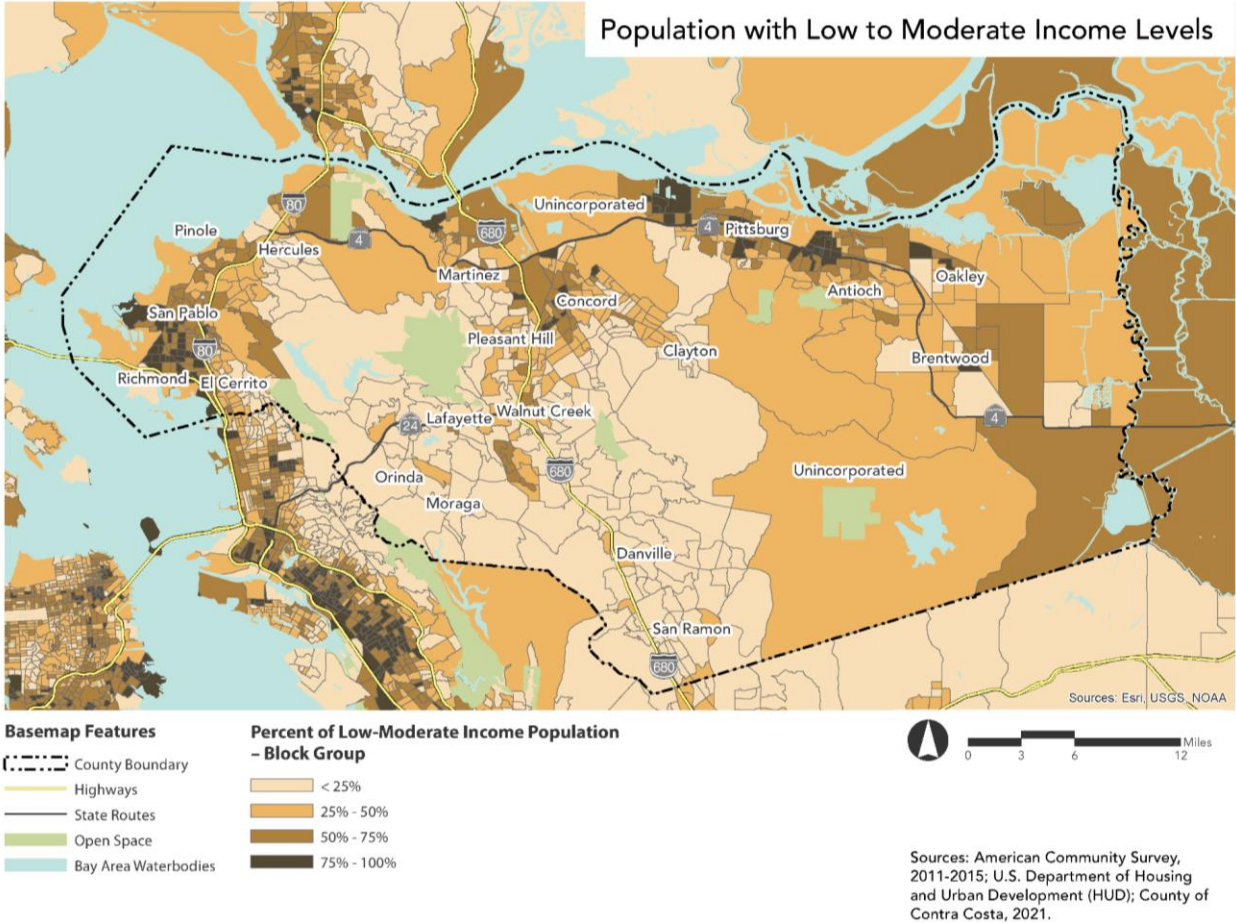 Population with Low to Moderate Income Levels
Unincorporated
80
Pinole
4
Pittsburg
680
Hercules
4
Martinez
Oakley
Antioch
Concord
San Pablo
Pleasant Hill
80
Clayton
Brentwood
Richmond
El Cerrito
Lafayette
Walnut Creek
4
24
680
Unincorporated
Orinda
Moraga
Danville
San Ramon
680
Sources: Esri, USGS, NOAA
Basemap Features
County Boundary
Highways
State Routes
Open Space
Bay Area Waterbodies
Percent of Low-Moderate Income Population
– Block Group
< 25%
25% - 50%
50% - 75%
75% - 100%
Miles
0 3 6 12
Sources: American Community Survey,
2011-2015; U.S. Department of Housing
and Urban Development (HUD); County of
Contra Costa, 2021.